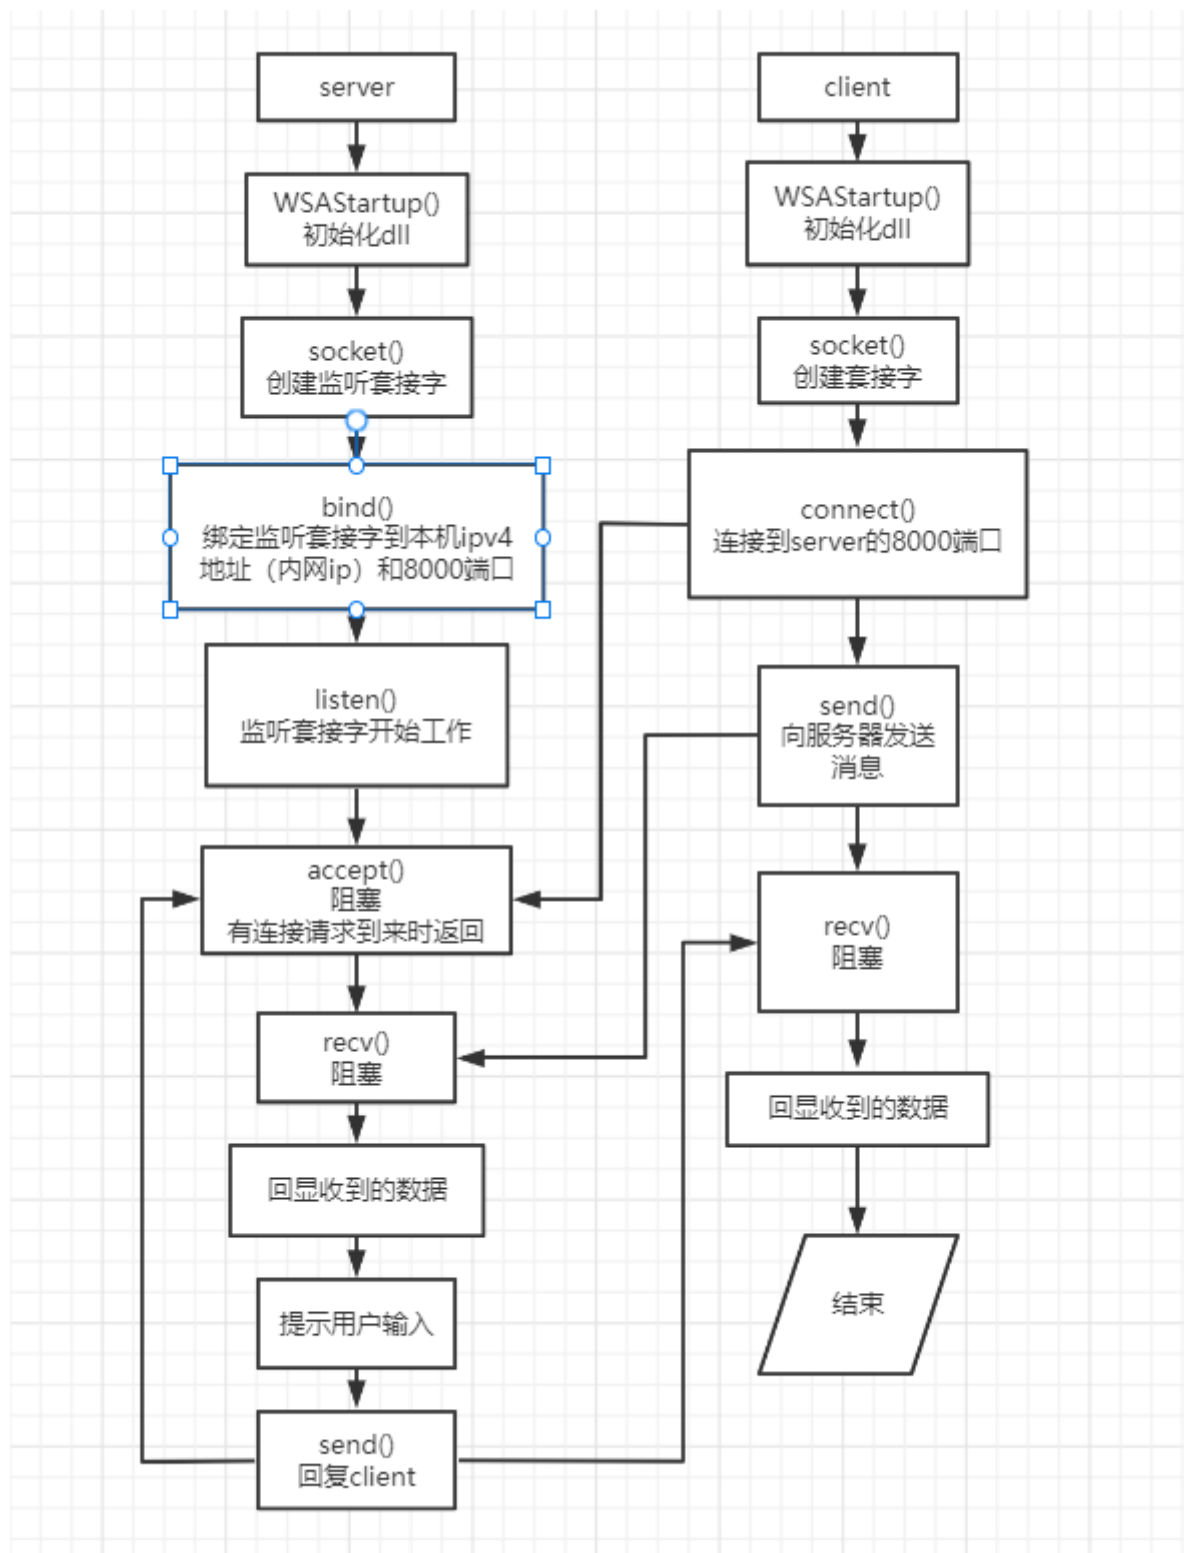 server
WSAStartup()
初始化dll
socket()
创建监听套接字
bind()
绑定监听套接字到本机ipv4
地址（内网ip）和8000端口
listen()
监听套接字开始工作
accept()
阻塞
有连接请求到来时返回
recv()
阻塞
回显收到的数据
提示用户输入
send()
回复client
client
WSAStartup()
初始化dll
socket()
创建套接字
connect()
连接到server的8000端口
send()
向服务器发送
消息
recv()
阻塞
回显收到的数据
结束